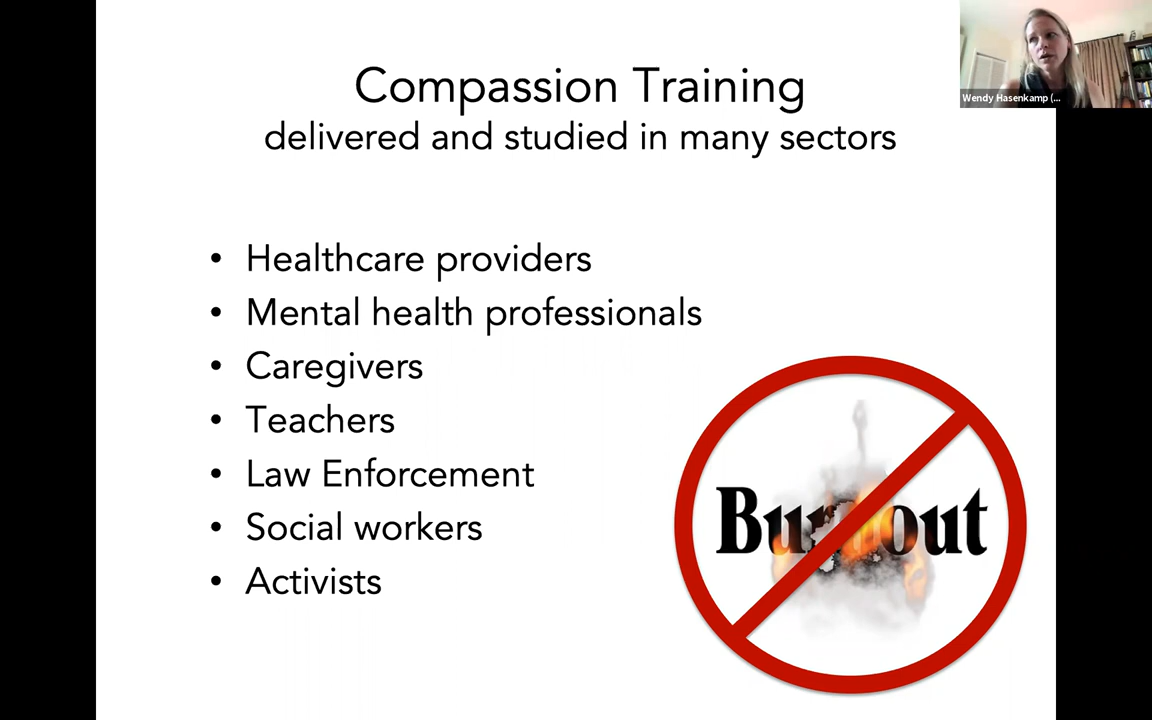 Compassion Training
delivered and studied in many sectors
Wendy Hasenkamp (...
• Healthcare providers
• Mental health professionals
• Caregivers
• Teachers
• Law Enforcement
• Social workers
• Activists
Burnout